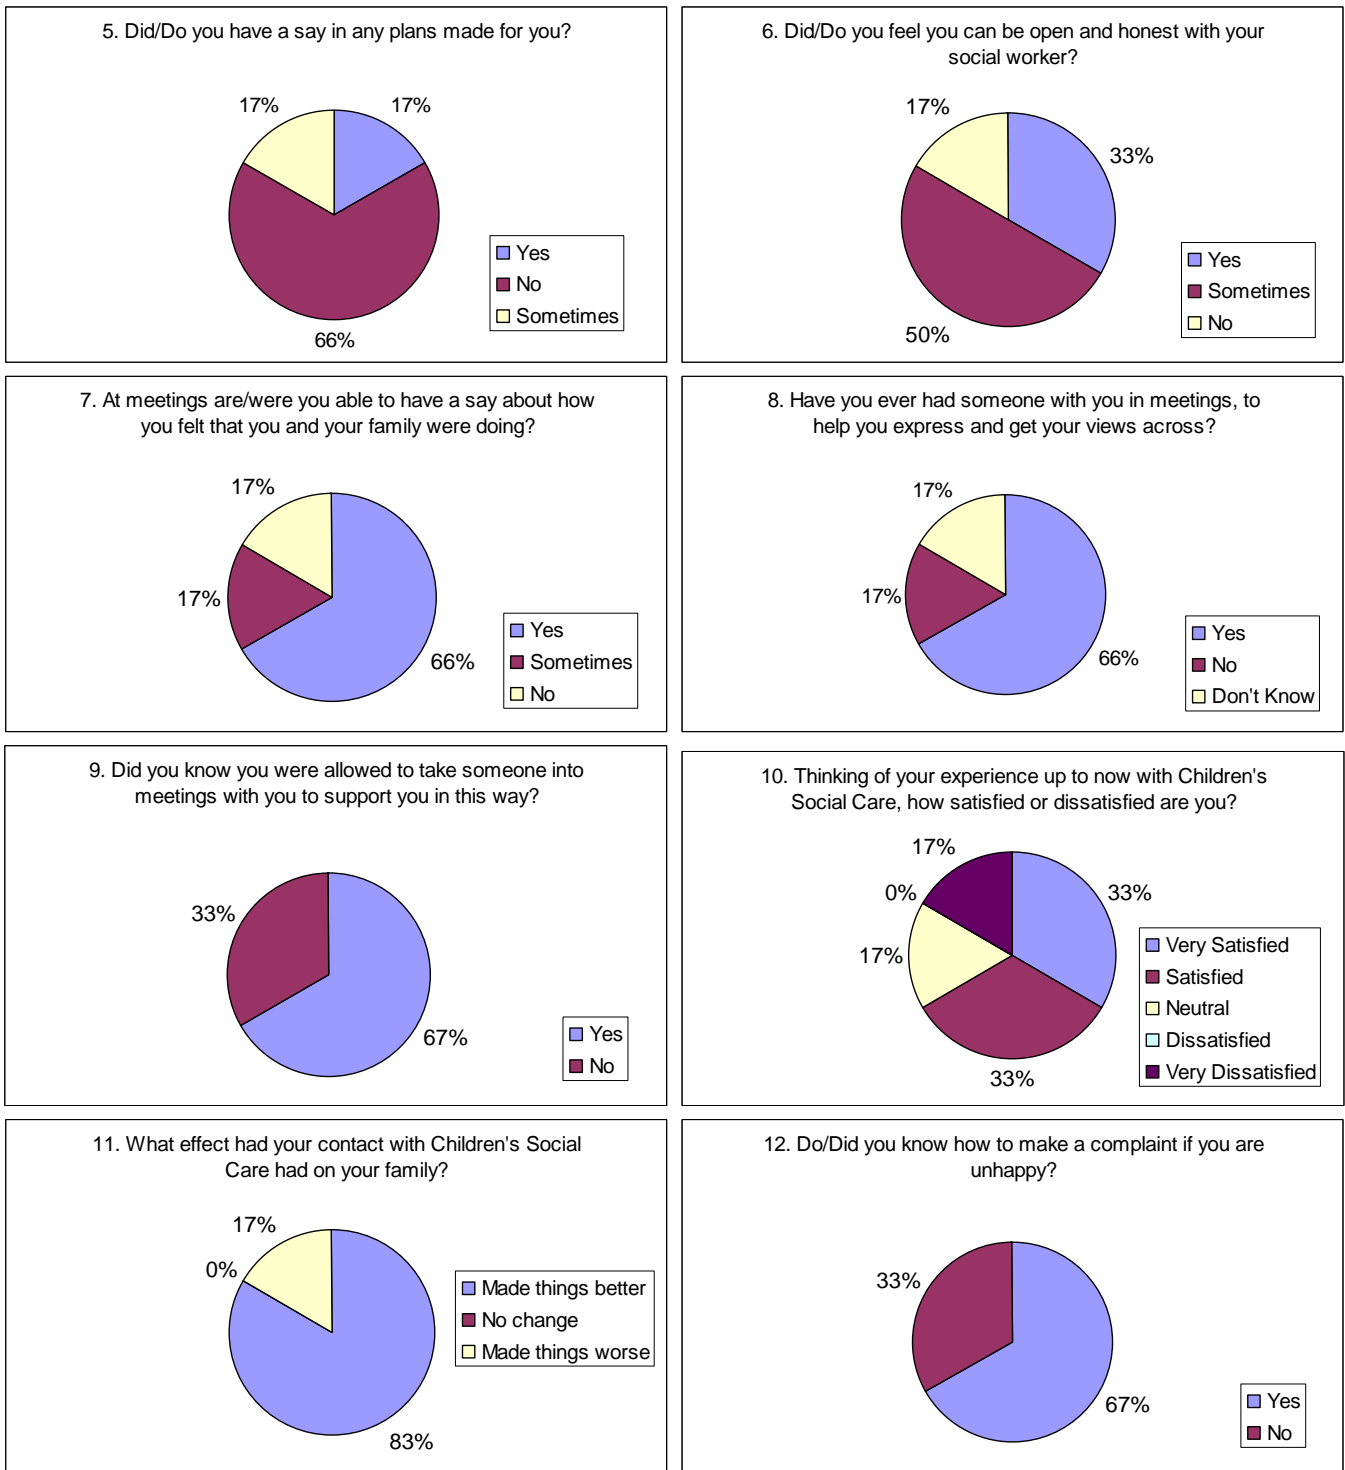 5. Did/Do you have a say in any plans made for you?
17%
17%
66%
Yes
No
Sometimes
6. Did/Do you feel you can be open and honest with your
social worker?
17%
33%
50%
Yes
Sometimes
No
7. At meetings are/were you able to have a say about how
you felt that you and your family were doing?
17%
17%
66%
Yes
Sometimes
No
8. Have you ever had someone with you in meetings, to
help you express and get your views across?
17%
17%
66%
Yes
No
Don't Know
9. Did you know you were allowed to take someone into
meetings with you to support you in this way?
33%
67%
Yes
No
10. Thinking of your experience up to now with Children's
Social Care, how satisfied or dissatisfied are you?
17%
0%
33%
17%
33%
Very Satisfied
Satisfied
Neutral
Dissatisfied
Very Dissatisfied
11. What effect had your contact with Children's Social
Care had on your family?
17%
0%
83%
Made things better
No change
Made things worse
12. Do/Did you know how to make a complaint if you are
unhappy?
33%
67%
Yes
No